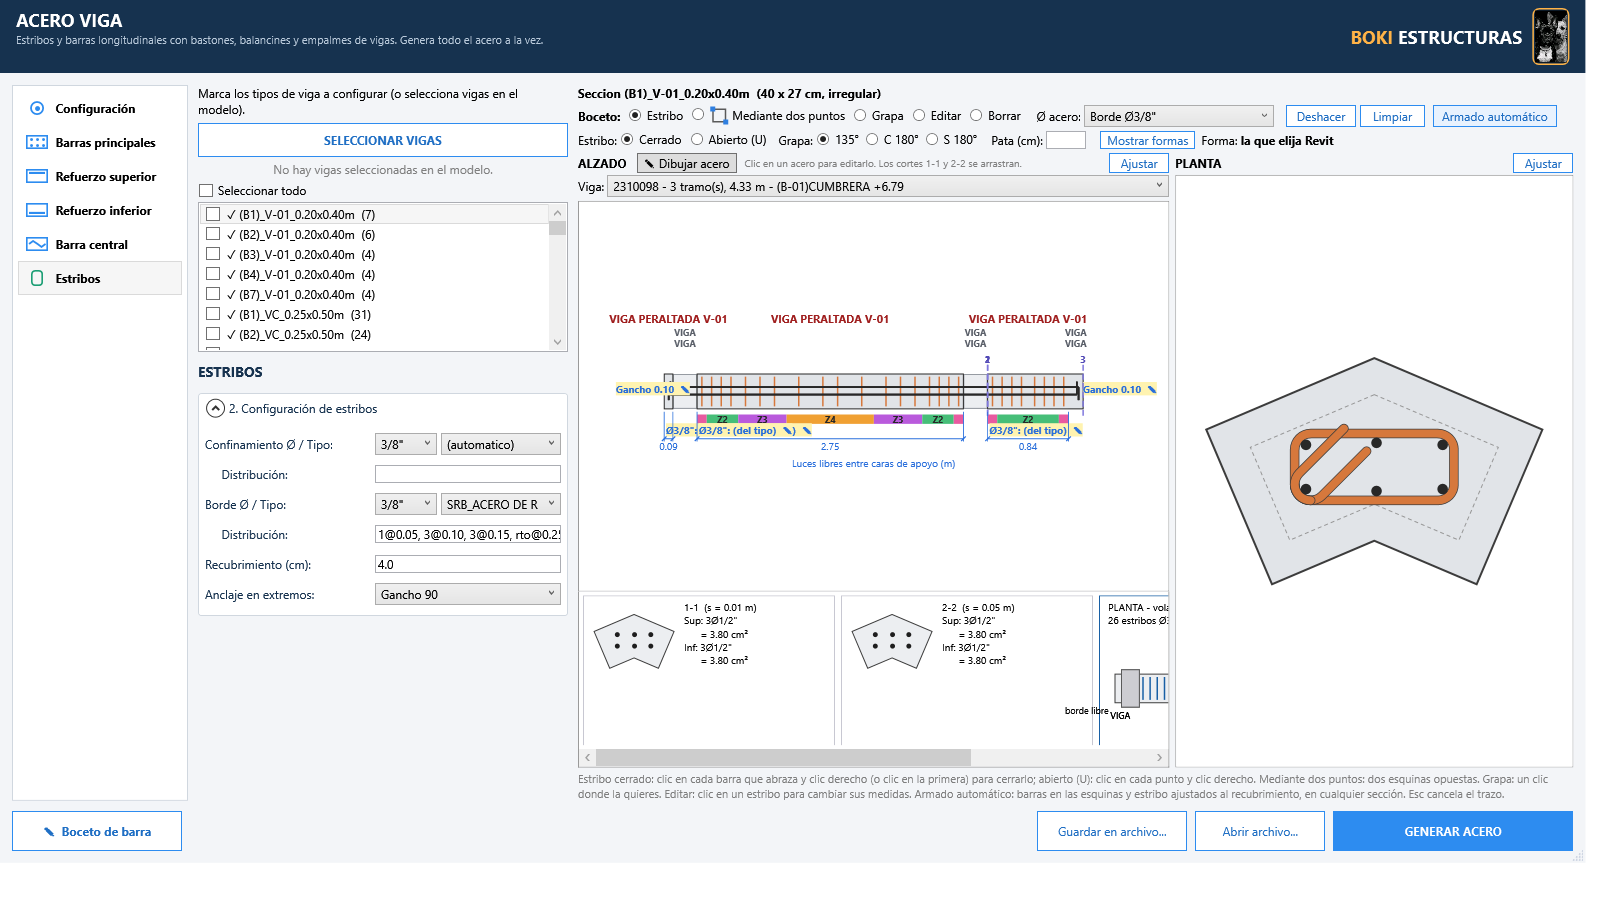 ACERO VIGA
Estribos y barras longitudinales con bastones, balancines y empalmes de vigas. Genera todo el acero a la vez.
BOKI ESTRUCTURAS
Configuración
Barras principales
Refuerzo superior
Refuerzo inferior
Barra central
Estribos
Boceto de barra
Marca los tipos de viga a configurar (o selecciona vigas en el
modelo).
SELECCIONAR VIGAS
No hay vigas seleccionadas en el modelo.
Seleccionar todo
✓ (B1)_V-01_0.20x0.40m (7)
✓ (B2)_V-01_0.20x0.40m (6)
✓ (B3)_V-01_0.20x0.40m (4)
✓ (B4)_V-01_0.20x0.40m (4)
✓ (B7)_V-01_0.20x0.40m (4)
✓ (B1)_VC_0.25x0.50m (31)
✓ (B2)_VC_0.25x0.50m (24)
ESTRIBOS
2. Configuración de estribos
Confinamiento Ø / Tipo: 3/8" (automatico)
Distribución:
Borde Ø / Tipo: 3/8" SRB_ACERO DE R
Distribución: 1@0.05, 3@0.10, 3@0.15, rto@0.25
Recubrimiento (cm): 4.0
Anclaje en extremos: Gancho 90
Seccion (B1)_V-01_0.20x0.40m (40 x 27 cm, irregular)
Boceto: Estribo Mediante dos puntos Grapa Editar Borrar Ø acero: Borde Ø3/8" Deshacer Limpiar Armado automático
Estribo: Cerrado Abierto (U) Grapa: 135° C 180° S 180° Pata (cm): Mostrar formas Forma: la que elija Revit
ALZADO Dibujar acero Clic en un acero para editarlo. Los cortes 1-1 y 2-2 se arrastran. Ajustar
Viga: 2310098 - 3 tramo(s), 4.33 m - (B-01)CUMBRERA +6.79
VIGA PERALTADA V-01 VIGA PERALTADA V-01 VIGA PERALTADA V-01
VIGA VIGA VIGA
VIGA VIGA VIGA
3
Gancho 0.10 Gancho 0.10
Z2 Z3 Z4 Z3 Z2 Z2
Ø3/8": Ø3/8": (del tipo) ) Ø3/8": (del tipo)
0.09 2.75 0.84
Luces libres entre caras de apoyo (m)
1-1 (s = 0.01 m)
Sup: 3Ø1/2"
= 3.80 cm²
Inf: 3Ø1/2"
= 3.80 cm²
2-2 (s = 0.05 m)
Sup: 3Ø1/2"
= 3.80 cm²
Inf: 3Ø1/2"
= 3.80 cm²
PLANTA - vola
26 estribos Ø3
borde libre
VIGA
PLANTA Ajustar
Estribo cerrado: clic en cada barra que abraza y clic derecho (o clic en la primera) para cerrarlo; abierto (U): clic en cada punto y clic derecho. Mediante dos puntos: dos esquinas opuestas. Grapa: un clic
donde la quieres. Editar: clic en un estribo para cambiar sus medidas. Armado automático: barras en las esquinas y estribo ajustados al recubrimiento, en cualquier sección. Esc cancela el trazo.
Guardar en archivo... Abrir archivo... GENERAR ACERO